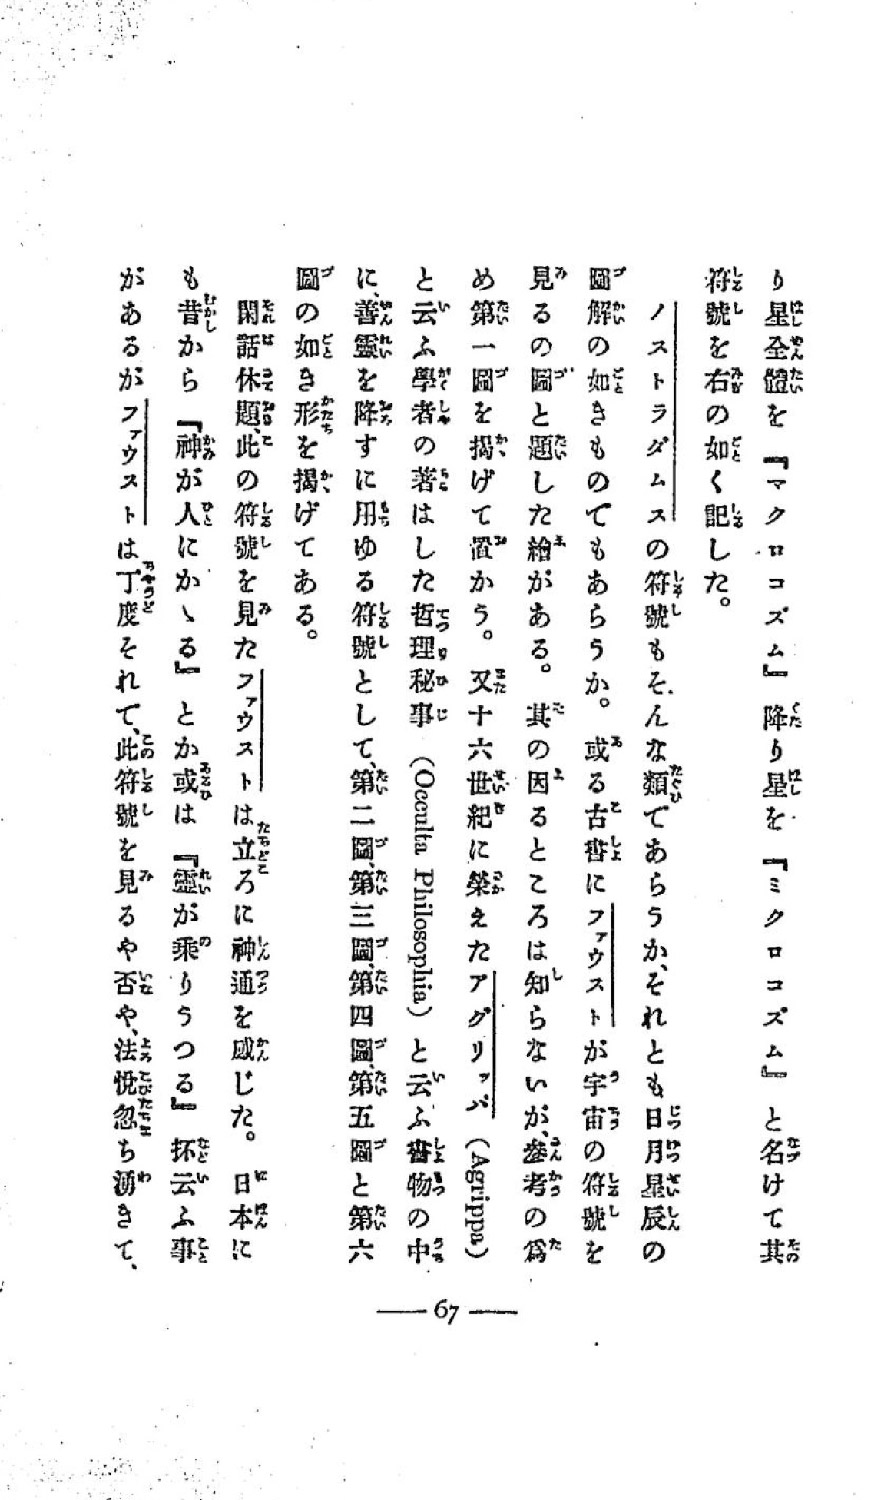 り星全體を『マクロコズム』降り星を『ミクロコズム』と名けて其
符號を右の如く記した。
ノストラダムスの符號もそんな類であらうか、それとも日月星辰の
圖解の如きものでもあらうか。或る古書にファウストが宇宙の符號を
見るの圖と題した繪がある。其の因るところは知らないが、參考の爲
め第一圖を揭げて置かう。又十六世紀に榮えたアグリッパ(Agrippa)
と云ふ學者の著はした哲理秘事(Occulta Philosophia)と云ふ書物の中
に、善靈を降すに用ゆる符號として、第二圖、第三圖、第四圖、第五圖と第六
圖の如き形を揭げてある。
閑話休題、此の符號を見たファウストは立ろに神通を感じた。日本に
も昔から『神が人にかゝる』とか或は『靈が乘りうつる』抔云ふ事
があるがファウストは丁度それで、此符號を見るや否や、法悅忽ち湧きて、
— 67 —